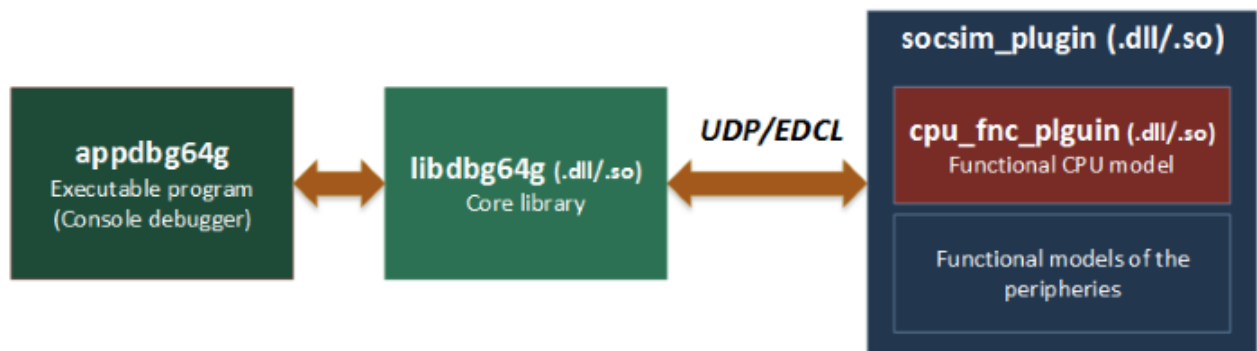 appdbg64g
Executable program
(Console debugger)
libdbg64g (.dll/.so)
Core library
UDP/EDCL
socsim_plugin (.dll/.so)
cpu_fnc_plguin (.dll/.so)
Functional CPU model
Functional models of the
peripheries